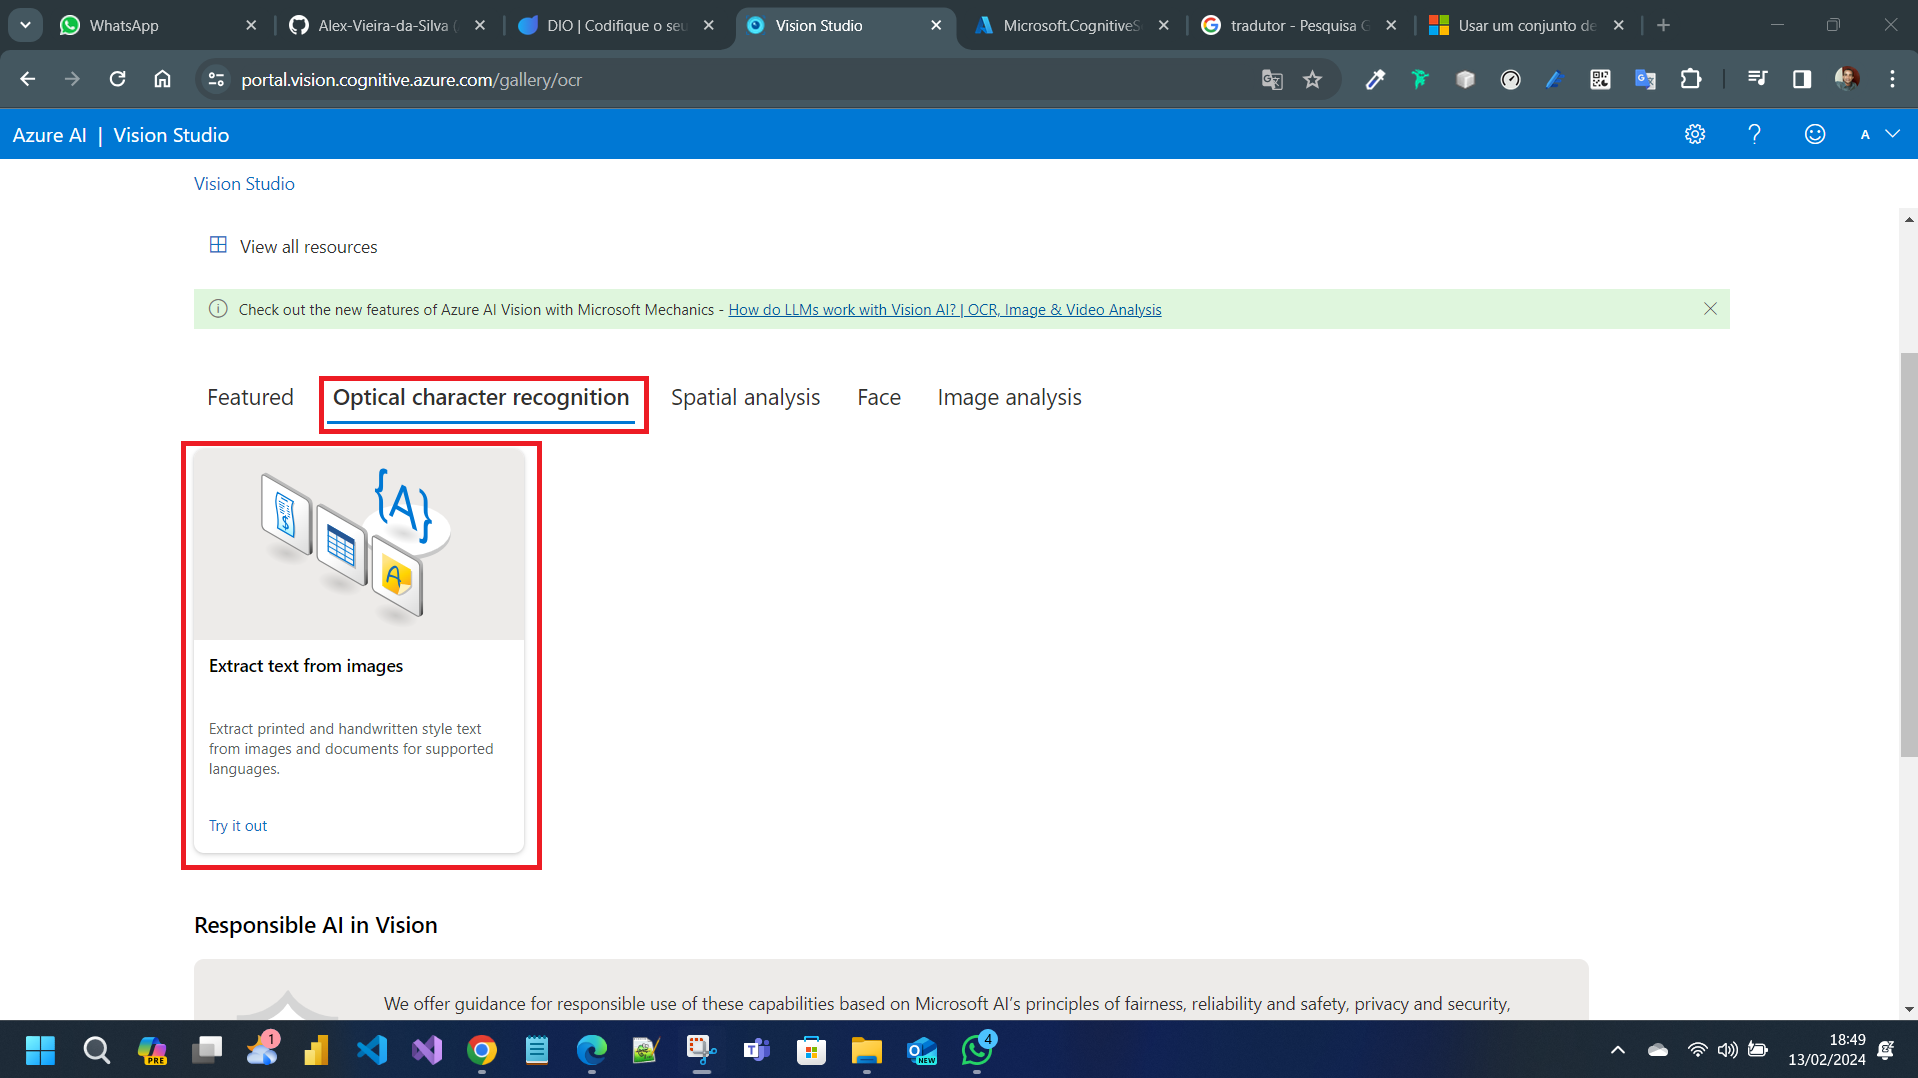 WhatsApp
Alex-Vieira-da-Silva (
DIO | Codifique o seu
Vision Studio
Microsoft.CognitiveS
tradutor - Pesquisa G
Usar um conjunto de
portal.vision.cognitive.azure.com/gallery/ocr
Azure AI | Vision Studio
A
Vision Studio
View all resources
Check out the new features of Azure AI Vision with Microsoft Mechanics - How do LLMs work with Vision AI? | OCR, Image & Video Analysis
Featured
Optical character recognition
Spatial analysis
Face
Image analysis
{A}
A
Extract text from images
Extract printed and handwritten style text
from images and documents for supported
languages.
Try it out
Responsible AI in Vision
We offer guidance for responsible use of these capabilities based on Microsoft AI's principles of fairness, reliability and safety, privacy and security,
PRE
1
NEW
4
18:49
13/02/2024